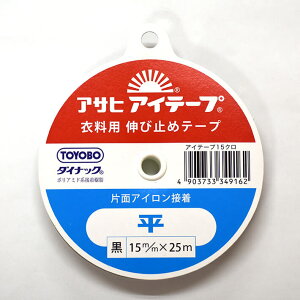 アサヒ アイテープ®
衣料用 伸び止めテープ
TOYOBO
ダイナック®
ポリアミド系接着樹脂
アイテープ15クロ
4 903733 349162
片面アイロン接着
平
黒 15m/m×25m